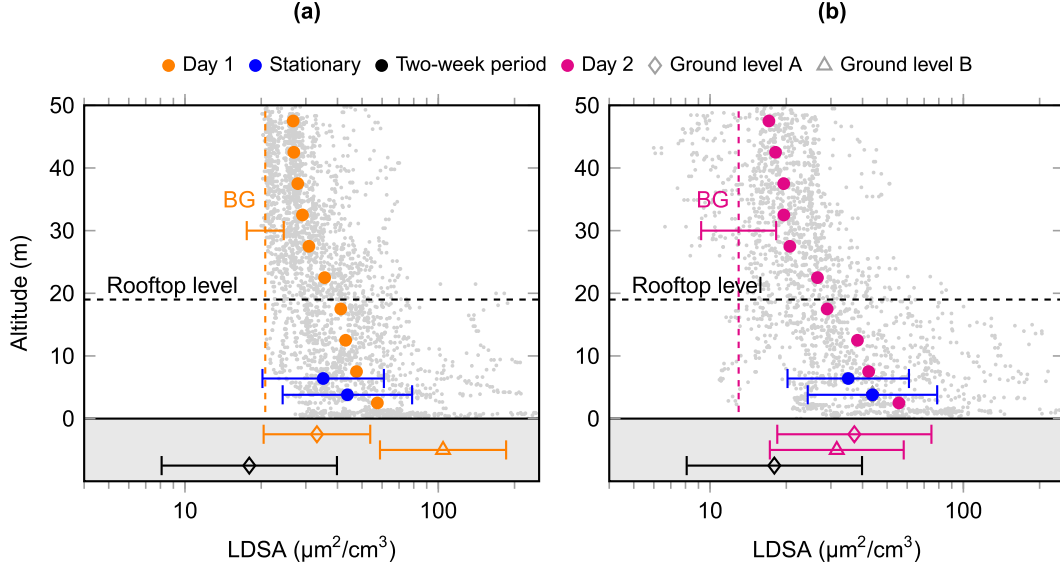 (a)
(b)
Day 1 Stationary Two-week period Day 2 Ground level A Ground level B
50
40
30
20
10
0
Altitude (m)
BG
Rooftop level
10
100
LDSA (µm²/cm³)
50
40
30
20
10
0
BG
Rooftop level
10
100
LDSA (µm²/cm³)